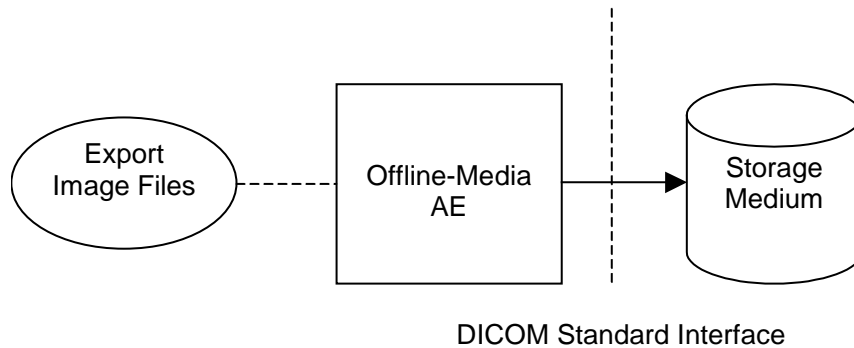 Export
Image Files
Offline-Media
AE
Storage
Medium
DICOM Standard Interface